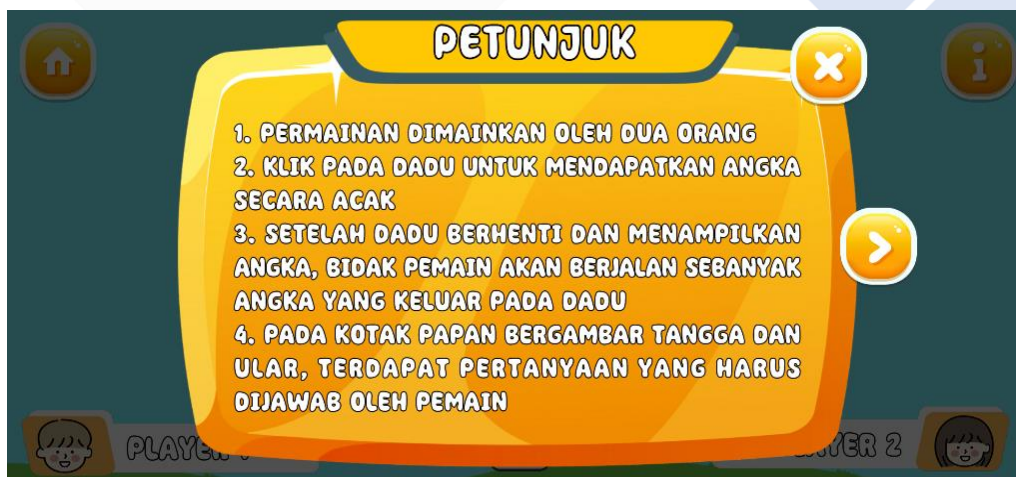 PETUNJUK
1. PERMAINAN DIMAINKAN OLEH DUA ORANG
2. KLIK PADA DADU UNTUK MENDAPATKAN ANGKA
SECARA ACAK
3. SETELAH DADU BERHENTI DAN MENAMPILKAN
ANGKA, BIDAK PEMAIN AKAN BERJALAN SEBANYAK
ANGKA YANG KELUAR PADA DADU
4. PADA KOTAK PAPAN BERGAMBAR TANGGA DAN
ULAR, TERDAPAT PERTANYAAN YANG HARUS
DIJAWAB OLEH PEMAIN
PLAYER
2